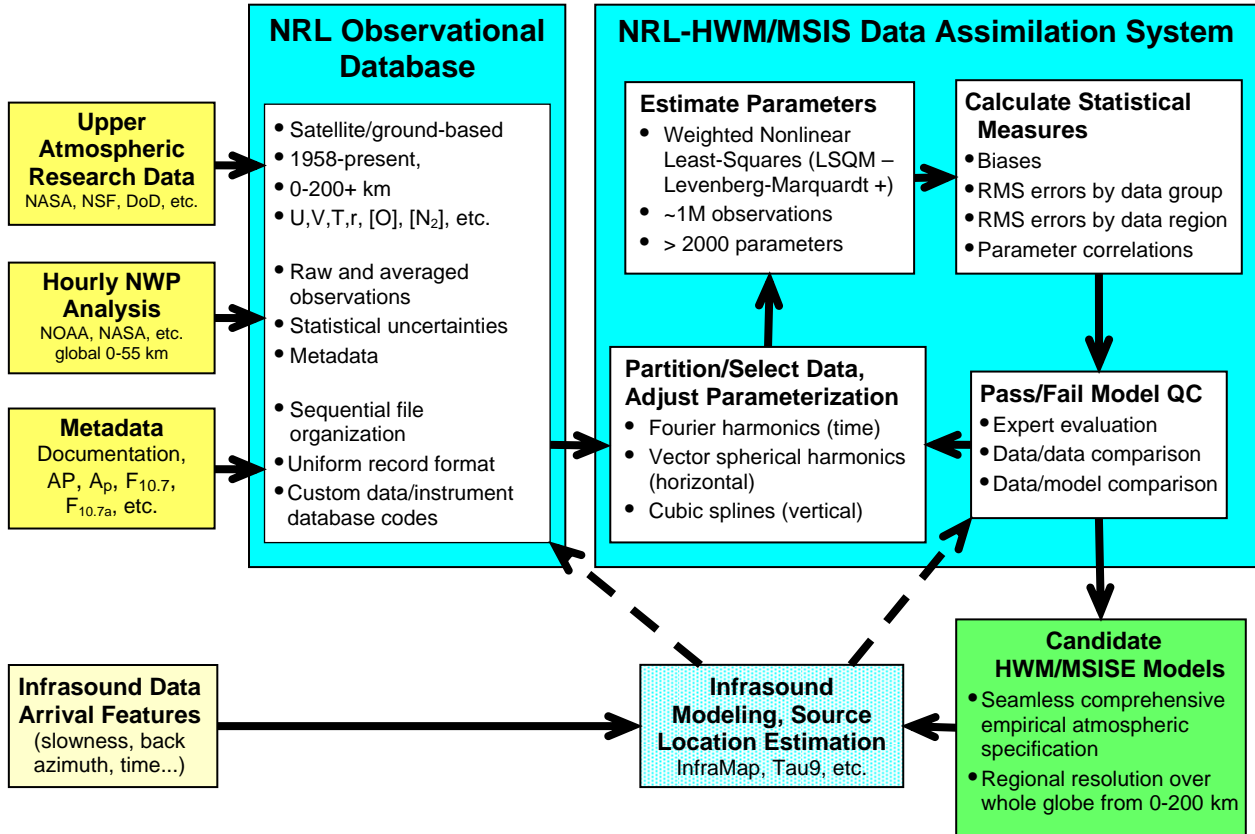 NRL Observational
Database
NRL-HWM/MSIS Data Assimilation System
Upper
Atmospheric
Research Data
NASA, NSF, DoD, etc.
Hourly NWP
Analysis
NOAA, NASA, etc.
global 0-55 km
Metadata
Documentation,
AP, Aₚ, F₁₀.₇,
F₁₀.₇ₐ, etc.
• Satellite/ground-based
• 1958-present,
• 0-200+ km
• U,V,T,r, [O], [N₂], etc.
• Raw and averaged
observations
• Statistical uncertainties
• Metadata
• Sequential file
organization
• Uniform record format
• Custom data/instrument
database codes
Estimate Parameters
• Weighted Nonlinear
Least-Squares (LSQM –
Levenberg-Marquardt +)
• ~1M observations
• > 2000 parameters
Calculate Statistical
Measures
• Biases
• RMS errors by data group
• RMS errors by data region
• Parameter correlations
Partition/Select Data,
Adjust Parameterization
• Fourier harmonics (time)
• Vector spherical harmonics
(horizontal)
• Cubic splines (vertical)
Pass/Fail Model QC
• Expert evaluation
• Data/data comparison
• Data/model comparison
Infrasound Data
Arrival Features
(slowness, back
azimuth, time...)
Infrasound
Modeling, Source
Location Estimation
InfraMap, Tau9, etc.
Candidate
HWM/MSISE Models
• Seamless comprehensive
empirical atmospheric
specification
• Regional resolution over
whole globe from 0-200 km